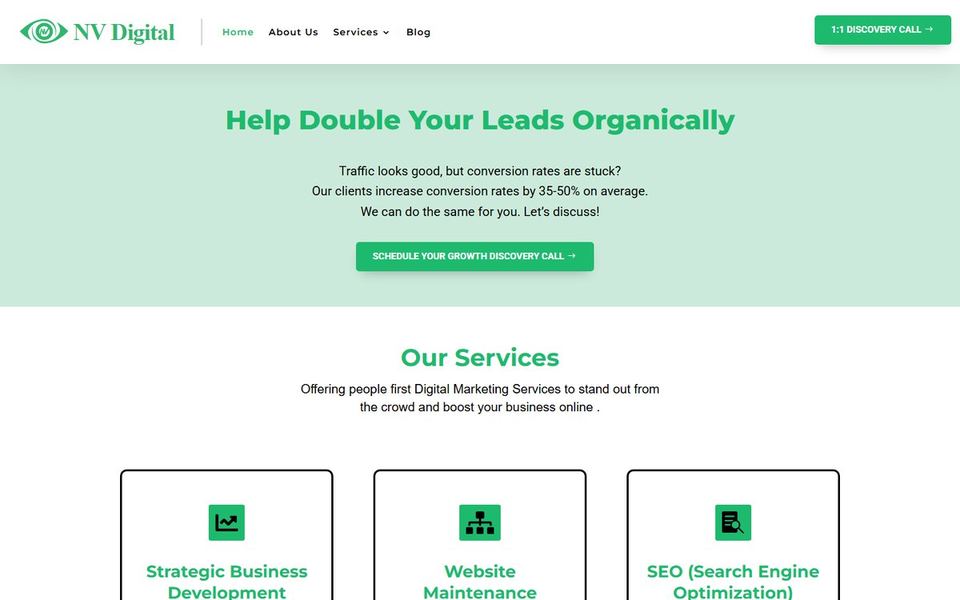 NV Digital
Home About Us Services Blog
1:1 DISCOVERY CALL →
Help Double Your Leads Organically
Traffic looks good, but conversion rates are stuck?
Our clients increase conversion rates by 35-50% on average.
We can do the same for you. Let's discuss!
SCHEDULE YOUR GROWTH DISCOVERY CALL →
Our Services
Offering people first Digital Marketing Services to stand out from
the crowd and boost your business online .
Strategic Business
Development
Website
Maintenance
SEO (Search Engine
Optimization)